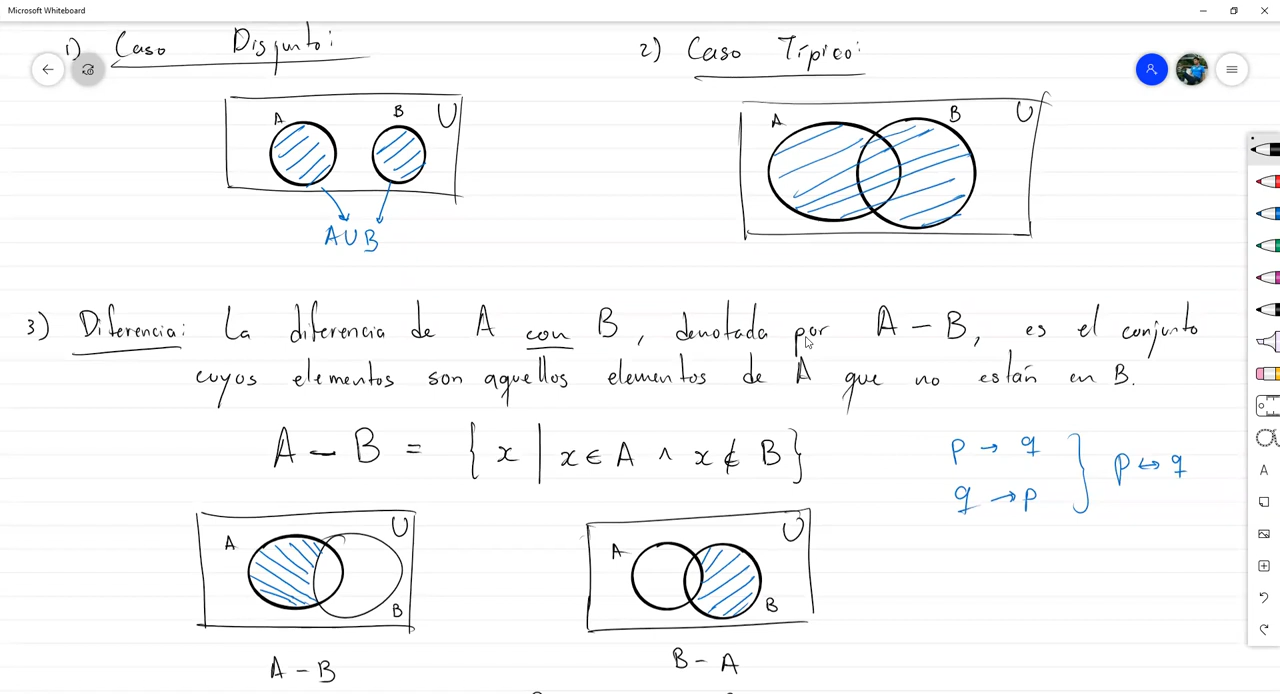 Microsoft Whiteboard
1) Caso Disjunto:
A B U
A∪B
2) Caso Típico:
A B U
3) Diferencia: La diferencia de A con B, denotada por A - B, es el conjunto
cuyos elementos son aquellos elementos de A que no están en B.
A - B = { x | x ∈ A ∧ x ∉ B }
p → q
q → p
p ↔ q
A U B
A - B
A U B
B - A